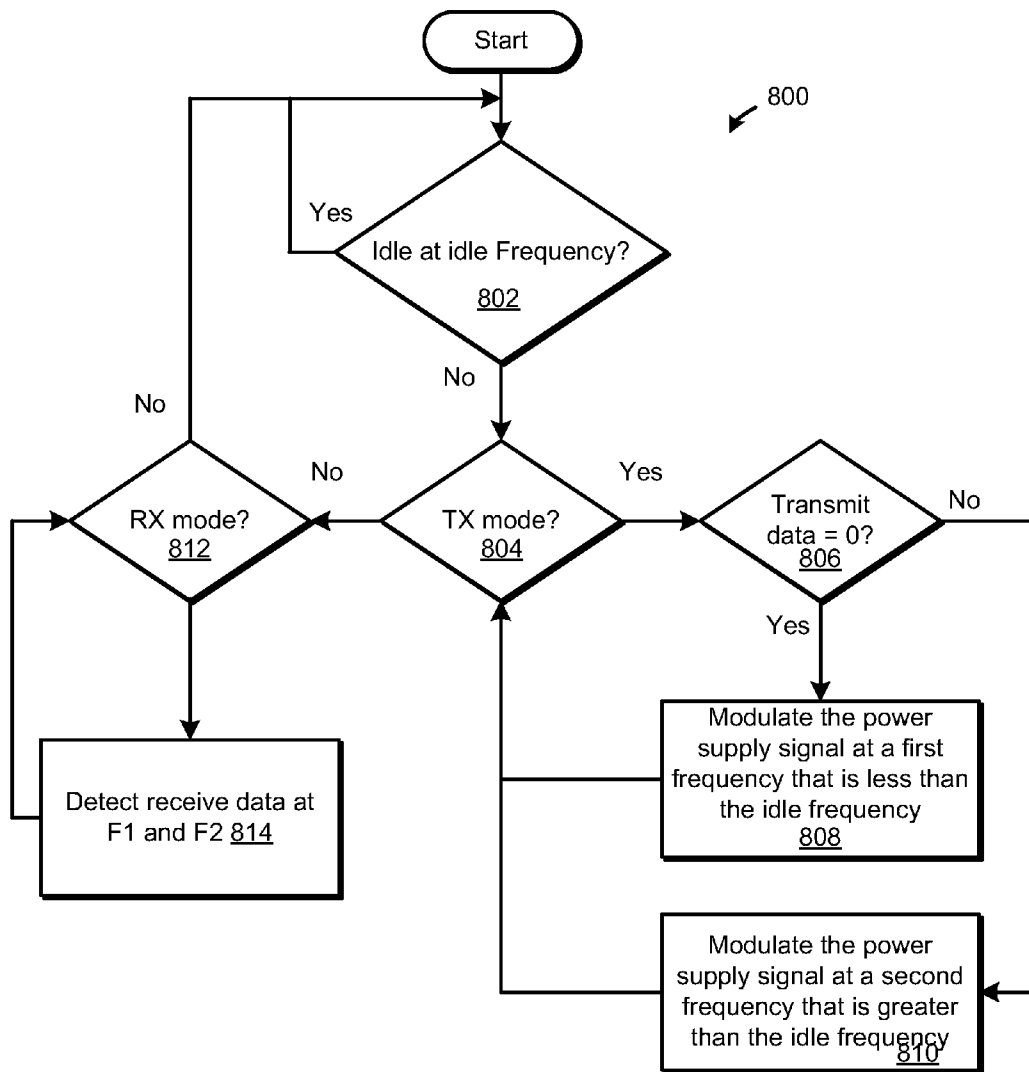 Start
800
Yes
Idle at idle Frequency?
802
No
No
No
Yes
No
RX mode?
812
TX mode?
804
Transmit
data = 0?
806
Yes
Detect receive data at
F1 and F2 814
Modulate the power
supply signal at a first
frequency that is less than
the idle frequency
808
Modulate the power
supply signal at a second
frequency that is greater
than the idle frequency
810